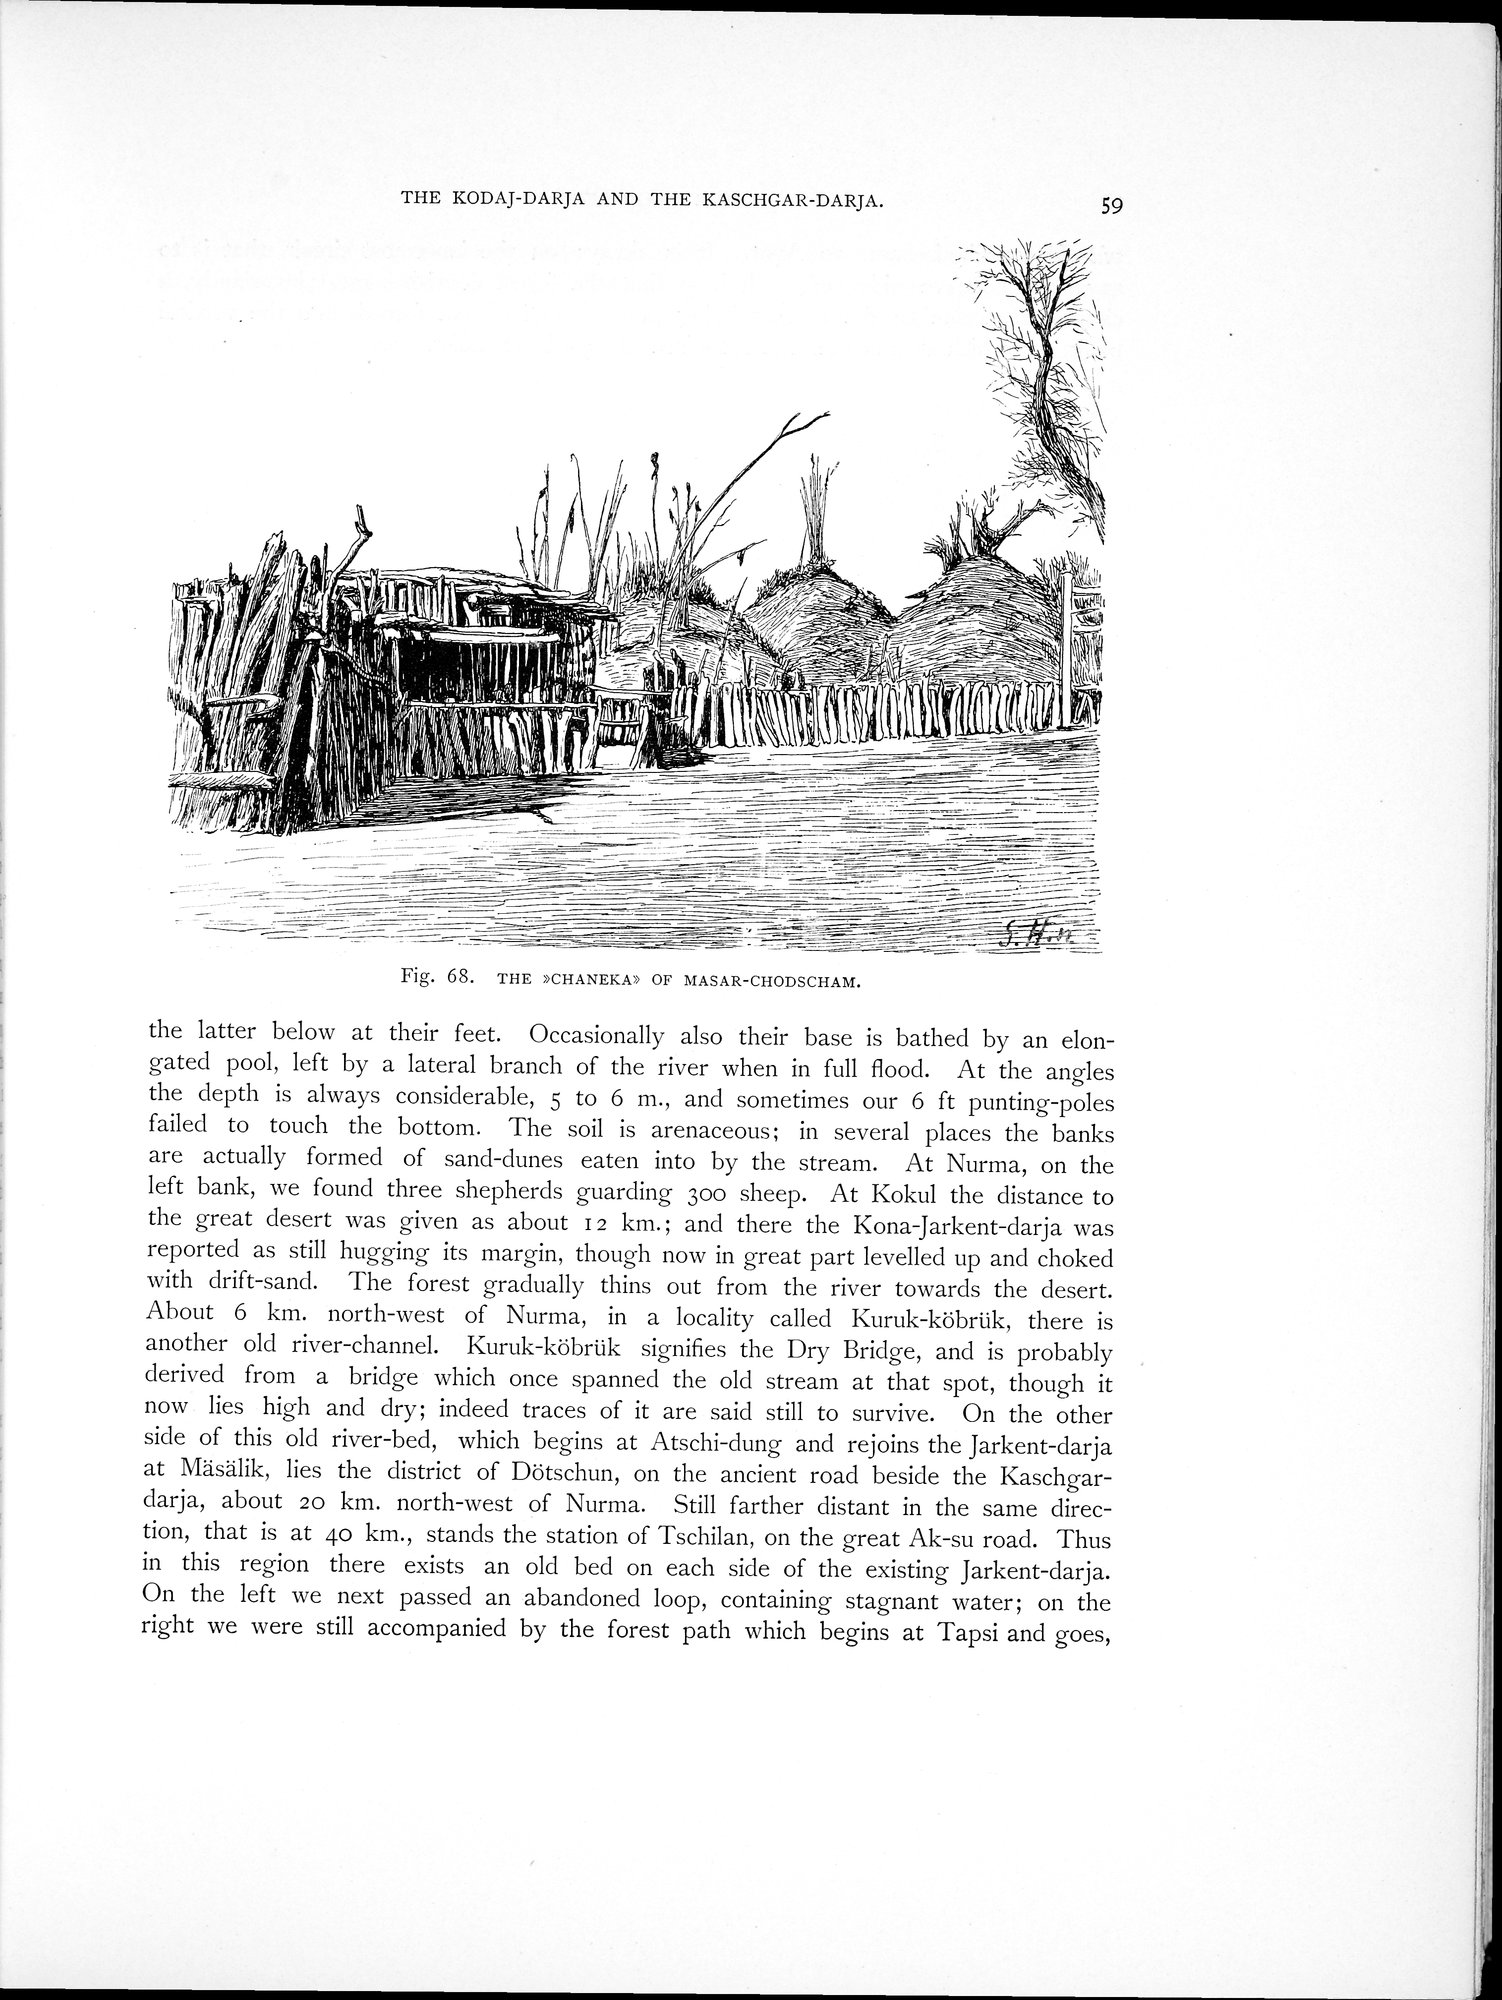 THE KODAJ-DARJA AND THE KASCHGAR-DARJA. 59
S. H.n
Fig. 68. THE »CHANEKA» OF MASAR-CHODSCHAM.
the latter below at their feet. Occasionally also their base is bathed by an elon-
gated pool, left by a lateral branch of the river when in full flood. At the angles
the depth is always considerable, 5 to 6 m., and sometimes our 6 ft punting-poles
failed to touch the bottom. The soil is arenaceous; in several places the banks
are actually formed of sand-dunes eaten into by the stream. At Nurma, on the
left bank, we found three shepherds guarding 300 sheep. At Kokul the distance to
the great desert was given as about 12 km.; and there the Kona-Jarkent-darja was
reported as still hugging its margin, though now in great part levelled up and choked
with drift-sand. The forest gradually thins out from the river towards the desert.
About 6 km. north-west of Nurma, in a locality called Kuruk-köbrük, there is
another old river-channel. Kuruk-köbrük signifies the Dry Bridge, and is probably
derived from a bridge which once spanned the old stream at that spot, though it
now lies high and dry; indeed traces of it are said still to survive. On the other
side of this old river-bed, which begins at Atschi-dung and rejoins the Jarkent-darja
at Mäsälik, lies the district of Dötschun, on the ancient road beside the Kaschgar-
darja, about 20 km. north-west of Nurma. Still farther distant in the same direc-
tion, that is at 40 km., stands the station of Tschilan, on the great Ak-su road. Thus
in this region there exists an old bed on each side of the existing Jarkent-darja.
On the left we next passed an abandoned loop, containing stagnant water; on the
right we were still accompanied by the forest path which begins at Tapsi and goes,